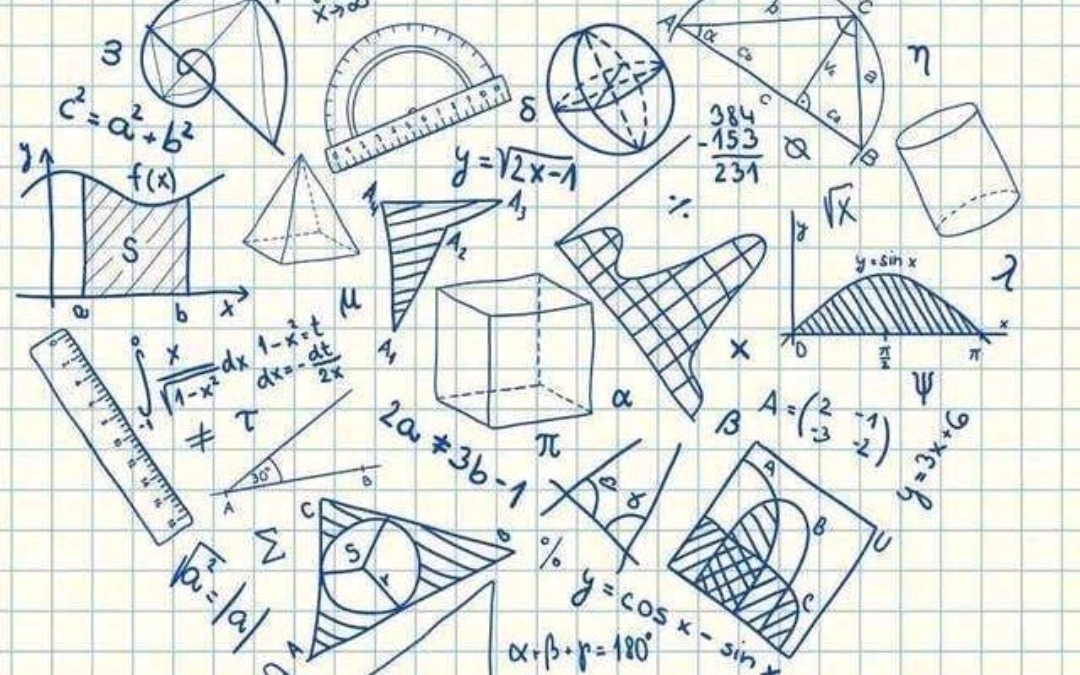 x→∞
3
c² = a² + b²
δ
A
α
b
C
c
a
B
η
384
-153
231
y = √2x-1
y
f(x)
S
a
b
x
μ
A₃
A₂
A₁
%
√x
y
y = sin x
0
π/2
π
x
λ
ψ
∫ x/√1-x² dx
1-x² = t
dx = -dt/2x
≠
τ
30°
A
B
2a ≠ 3b - 1
π
α
x
β
A = (2 -1
-3 -2)
y = 3x + 6
Σ
√a² = |a|
C
S
r
A
%
γ
A
B
C
U
y = cos x - sin x
α + β + γ = 180°